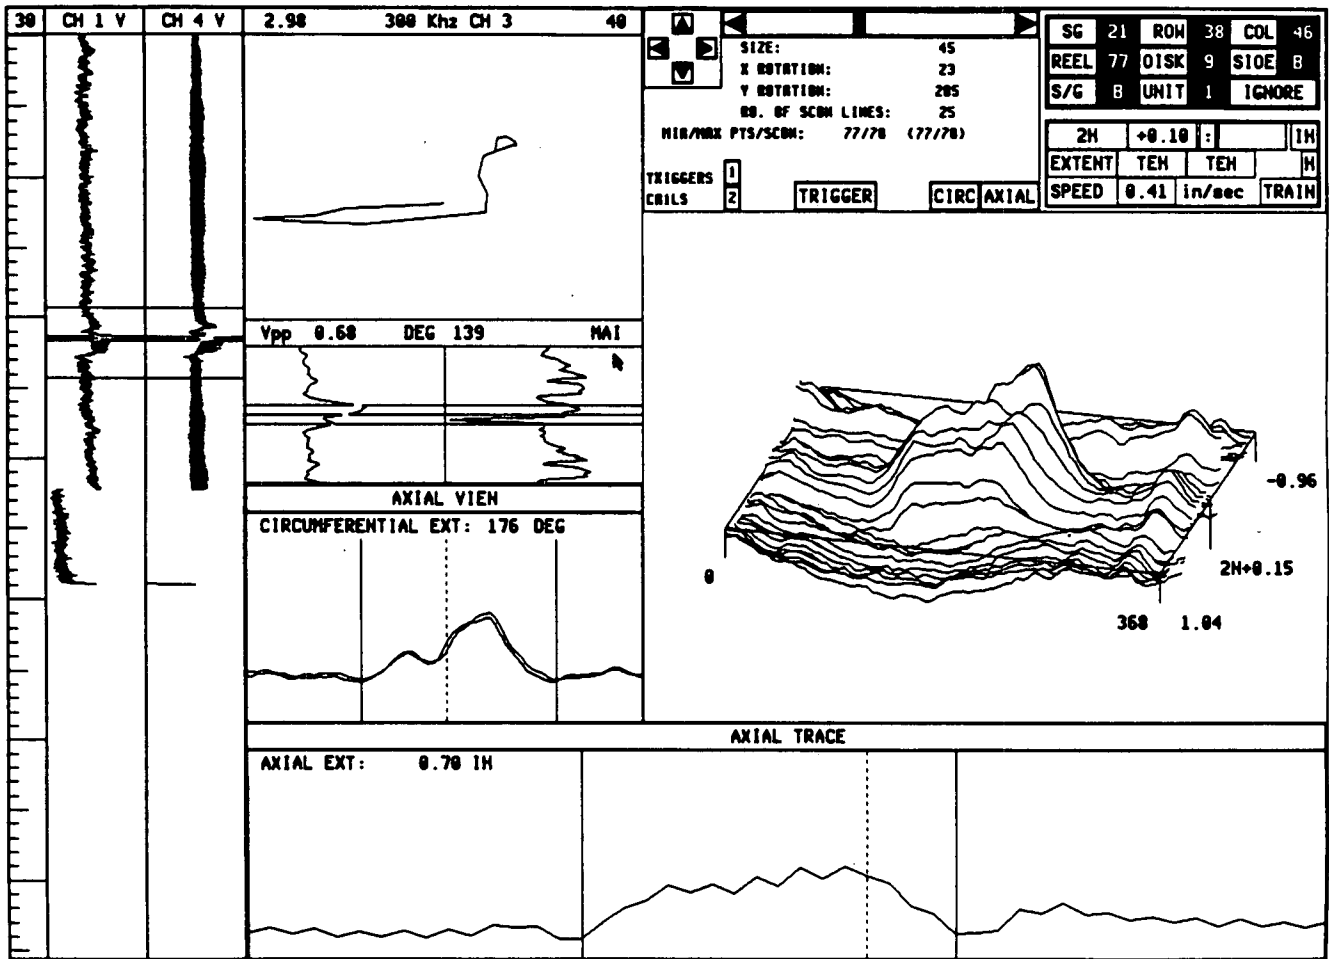 30 CH 1 V CH 4 V 2.98 300 Khz CH 3 40
SIZE: 45
X ROTATION: 23
Y ROTATION: 205
NO. OF SCAN LINES: 25
MIN/MAX PTS/SCAN: 77/78 (77/78)
TRIGGERS 1
COILS 2 TRIGGER CIRC AXIAL
SG 21 ROW 38 COL 46
REEL 77 DISK 9 SIDE B
S/G B UNIT 1 IGNORE
2H +0.10 : IH
EXTENT TEH TEH H
SPEED 0.41 in/sec TRAIN
Vpp 0.68 DEG 139 MAI
AXIAL VIEW
CIRCUMFERENTIAL EXT: 176 DEG
0
-0.96
2H+0.15
368 1.04
AXIAL TRACE
AXIAL EXT: 0.70 IN